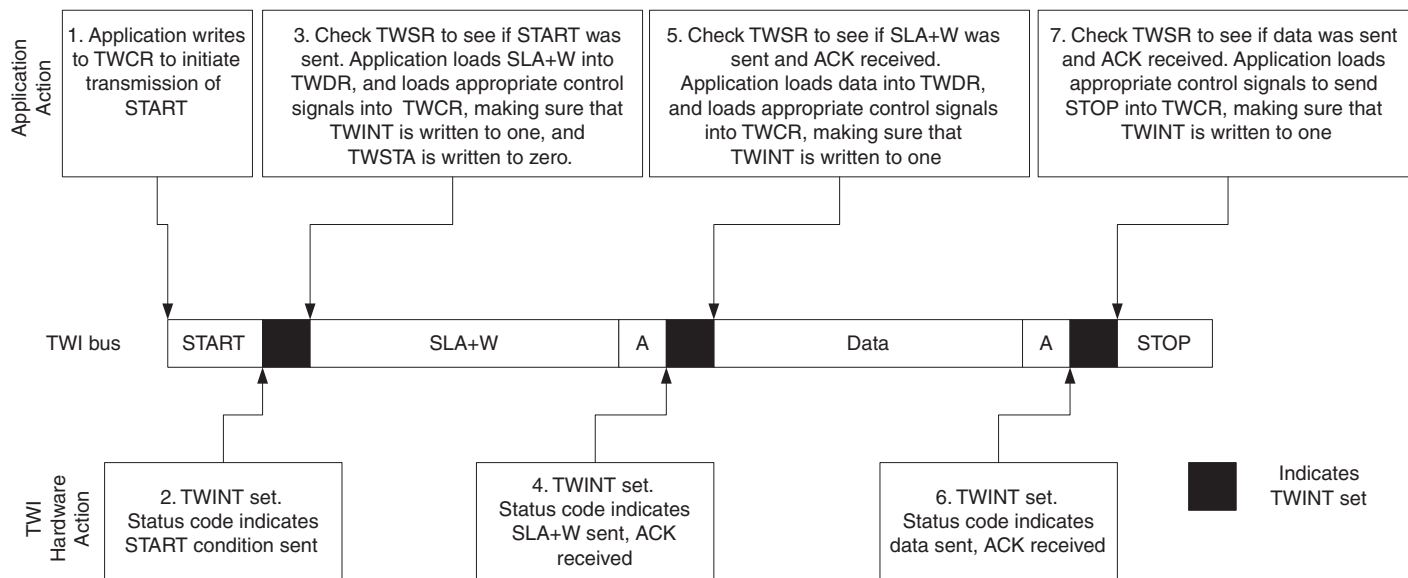 Application
Action
1. Application writes
to TWCR to initiate
transmission of
START
3. Check TWSR to see if START was
sent. Application loads SLA+W into
TWDR, and loads appropriate control
signals into TWCR, making sure that
TWINT is written to one, and
TWSTA is written to zero.
5. Check TWSR to see if SLA+W was
sent and ACK received.
Application loads data into TWDR,
and loads appropriate control signals
into TWCR, making sure that
TWINT is written to one
7. Check TWSR to see if data was sent
and ACK received. Application loads
appropriate control signals to send
STOP into TWCR, making sure that
TWINT is written to one
TWI bus
START
SLA+W
A
Data
A
STOP
TWI
Hardware
Action
2. TWINT set.
Status code indicates
START condition sent
4. TWINT set.
Status code indicates
SLA+W sent, ACK
received
6. TWINT set.
Status code indicates
data sent, ACK received
Indicates
TWINT set